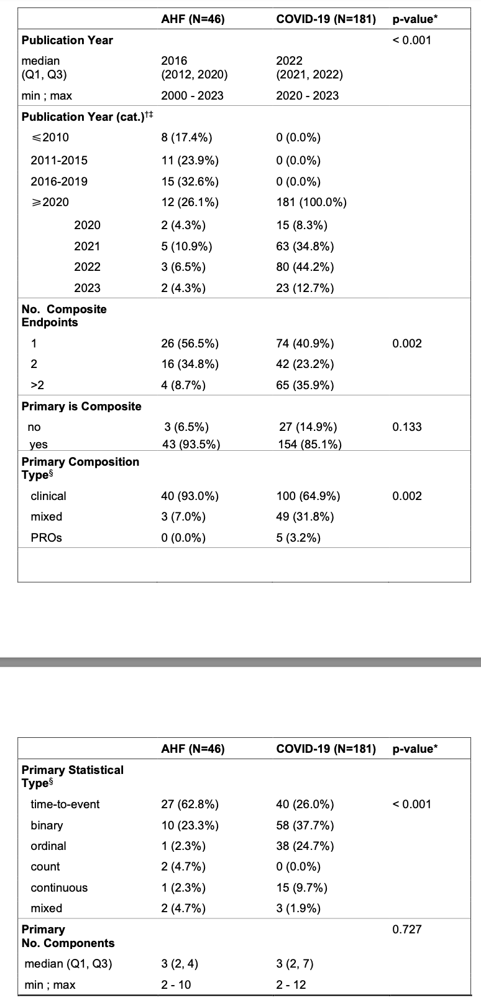 AHF (N=46) COVID-19 (N=181) p-value*
Publication Year < 0.001
median 2016 2022
(Q1, Q3) (2012, 2020) (2021, 2022)
min ; max 2000 - 2023 2020 - 2023
Publication Year (cat.)†‡
⩽2010 8 (17.4%) 0 (0.0%)
2011-2015 11 (23.9%) 0 (0.0%)
2016-2019 15 (32.6%) 0 (0.0%)
⩾2020 12 (26.1%) 181 (100.0%)
2020 2 (4.3%) 15 (8.3%)
2021 5 (10.9%) 63 (34.8%)
2022 3 (6.5%) 80 (44.2%)
2023 2 (4.3%) 23 (12.7%)
No. Composite
Endpoints
1 26 (56.5%) 74 (40.9%) 0.002
2 16 (34.8%) 42 (23.2%)
>2 4 (8.7%) 65 (35.9%)
Primary is Composite
no 3 (6.5%) 27 (14.9%) 0.133
yes 43 (93.5%) 154 (85.1%)
Primary Composition
Type§
clinical 40 (93.0%) 100 (64.9%) 0.002
mixed 3 (7.0%) 49 (31.8%)
PROs 0 (0.0%) 5 (3.2%)
AHF (N=46) COVID-19 (N=181) p-value*
Primary Statistical
Type§
time-to-event 27 (62.8%) 40 (26.0%) < 0.001
binary 10 (23.3%) 58 (37.7%)
ordinal 1 (2.3%) 38 (24.7%)
count 2 (4.7%) 0 (0.0%)
continuous 1 (2.3%) 15 (9.7%)
mixed 2 (4.7%) 3 (1.9%)
Primary 0.727
No. Components
median (Q1, Q3) 3 (2, 4) 3 (2, 7)
min ; max 2 - 10 2 - 12